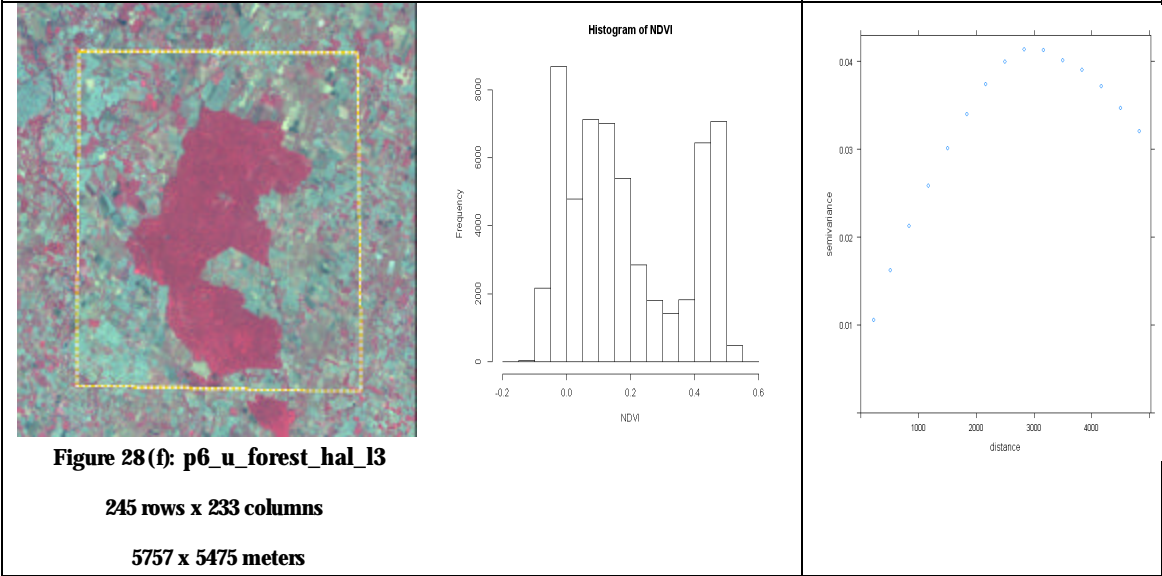 Figure 28 (f): p6_u_forest_hal_l3
245 rows x 233 columns
5757 x 5475 meters
Histogram of NDVI
Frequency
8000
6000
4000
2000
0
-0.2 0.0 0.2 0.4 0.6
NDVI
semivariance
0.04
0.03
0.02
0.01
1000 2000 3000 4000
distance